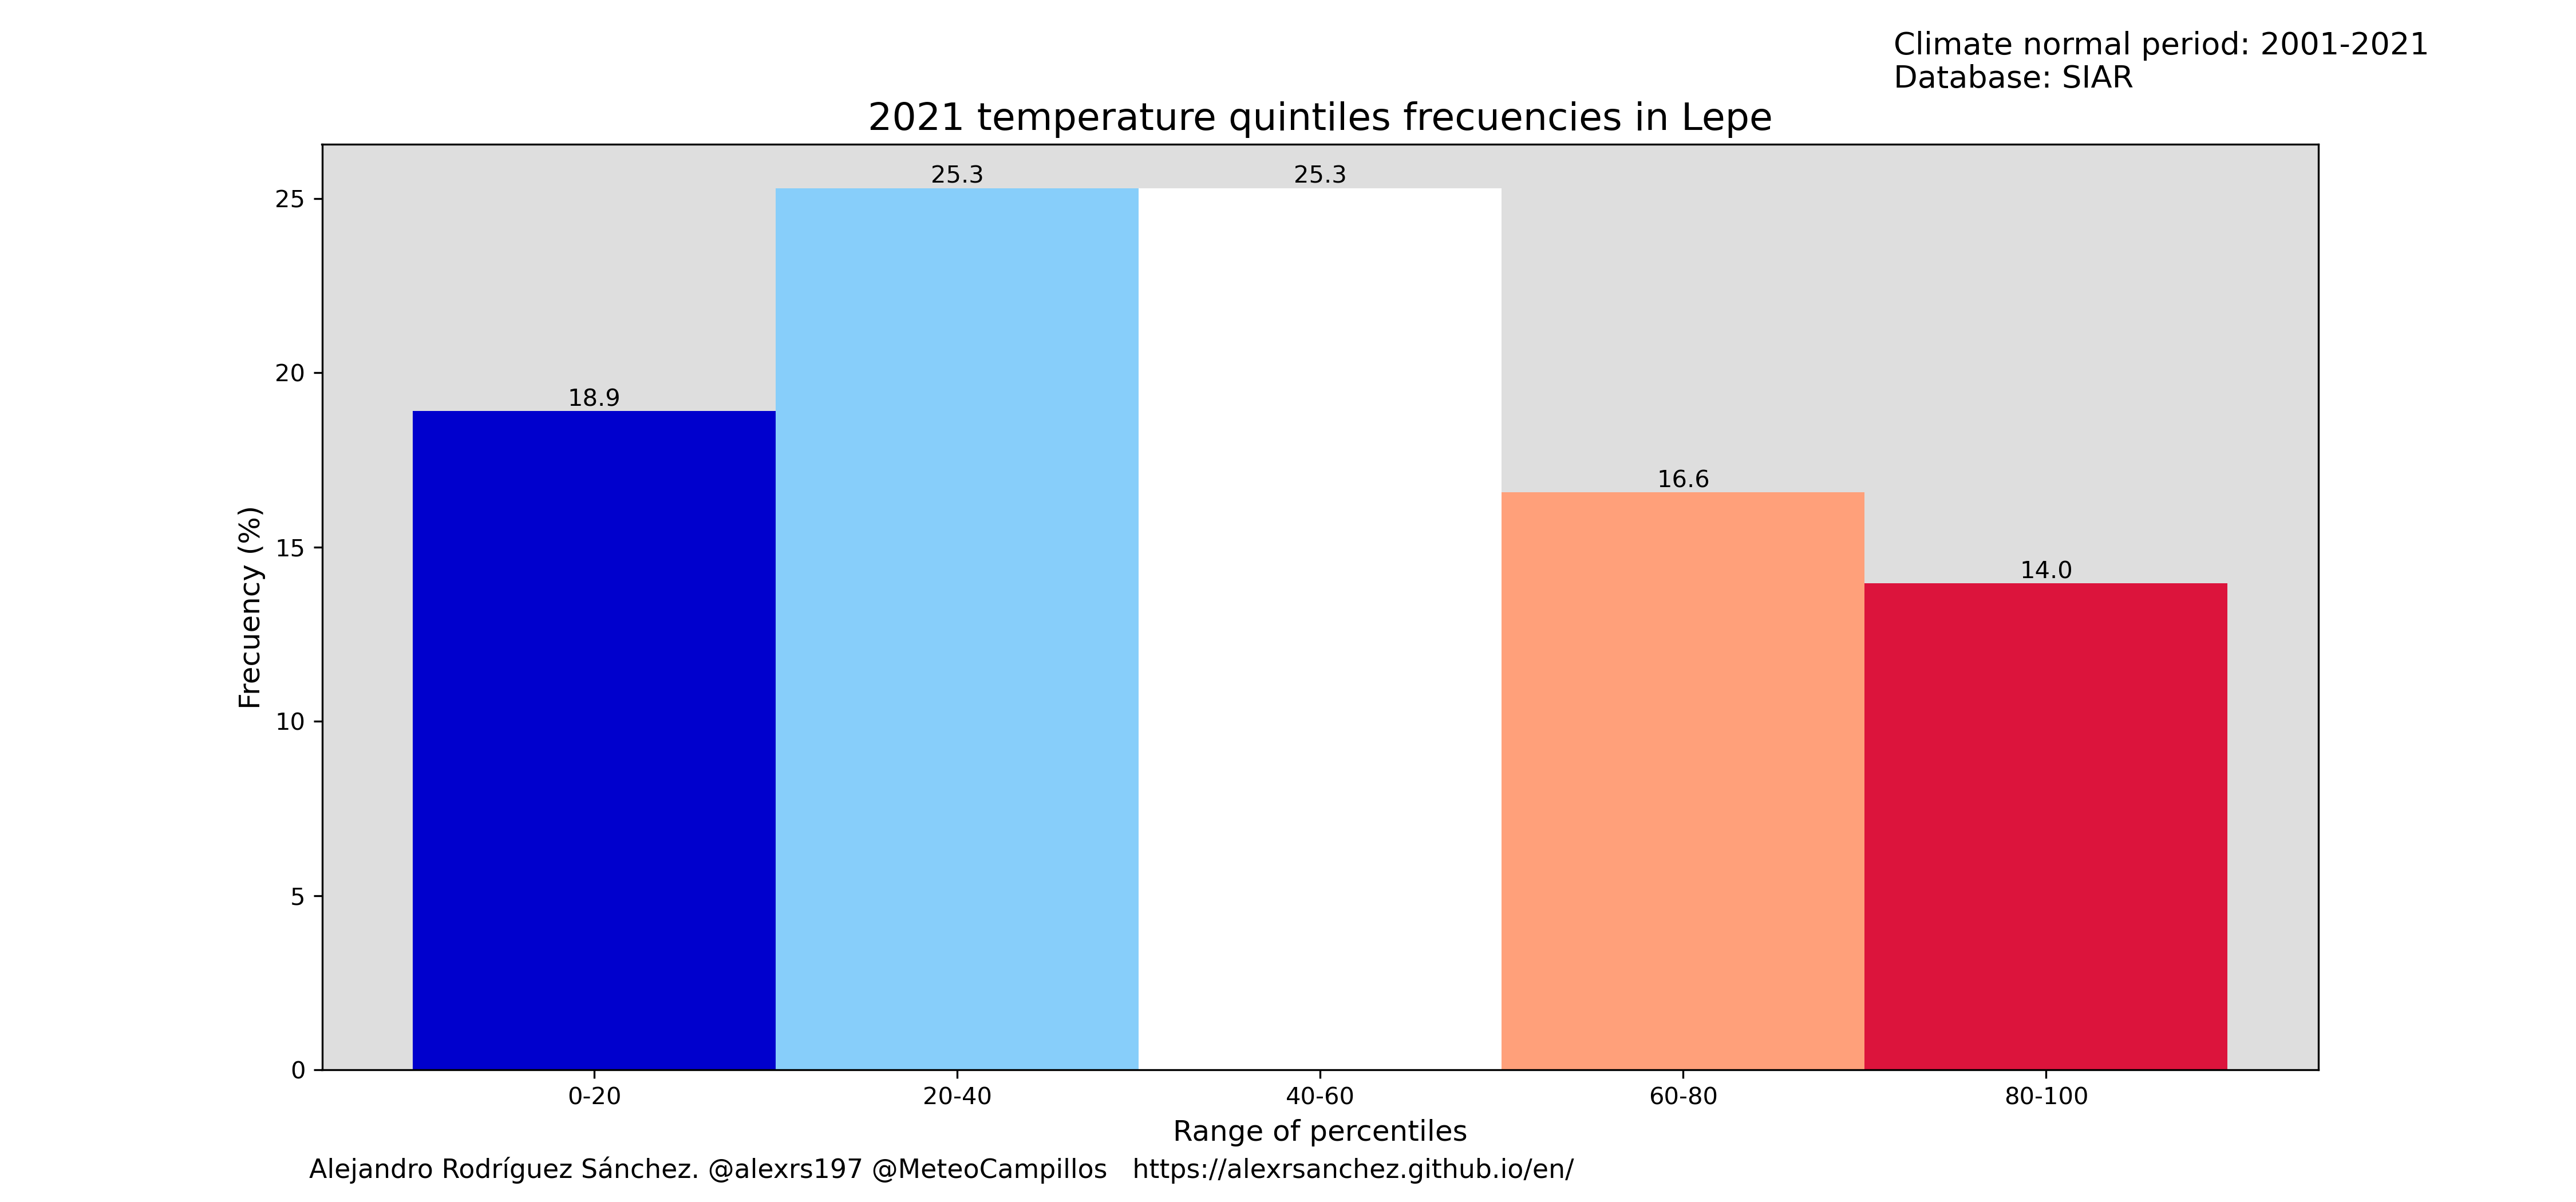 Climate normal period: 2001-2021
Database: SIAR
2021 temperature quintiles frecuencies in Lepe
25.3
25.3
25
20
18.9
16.6
15
14.0
10
5
0
Frecuency (%)
0-20
20-40
40-60
60-80
80-100
Range of percentiles
Alejandro Rodríguez Sánchez. @alexrs197 @MeteoCampillos https://alexrsanchez.github.io/en/